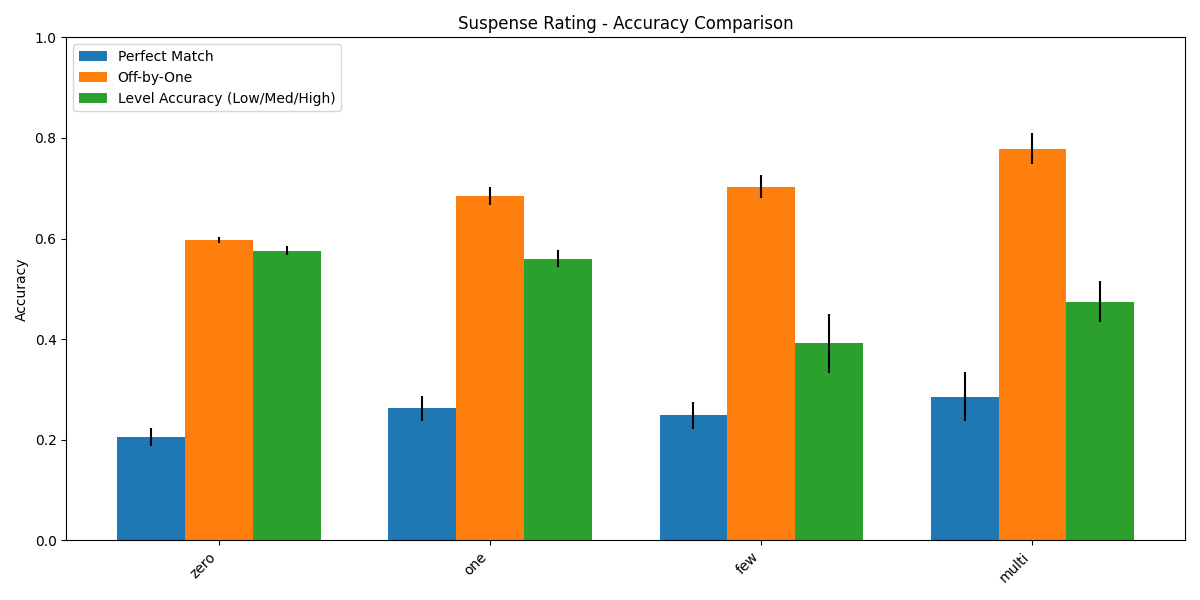 Suspense Rating - Accuracy Comparison
1.0
0.8
0.6
0.4
0.2
0.0
Accuracy
Perfect Match
Off-by-One
Level Accuracy (Low/Med/High)
zero
one
few
multi